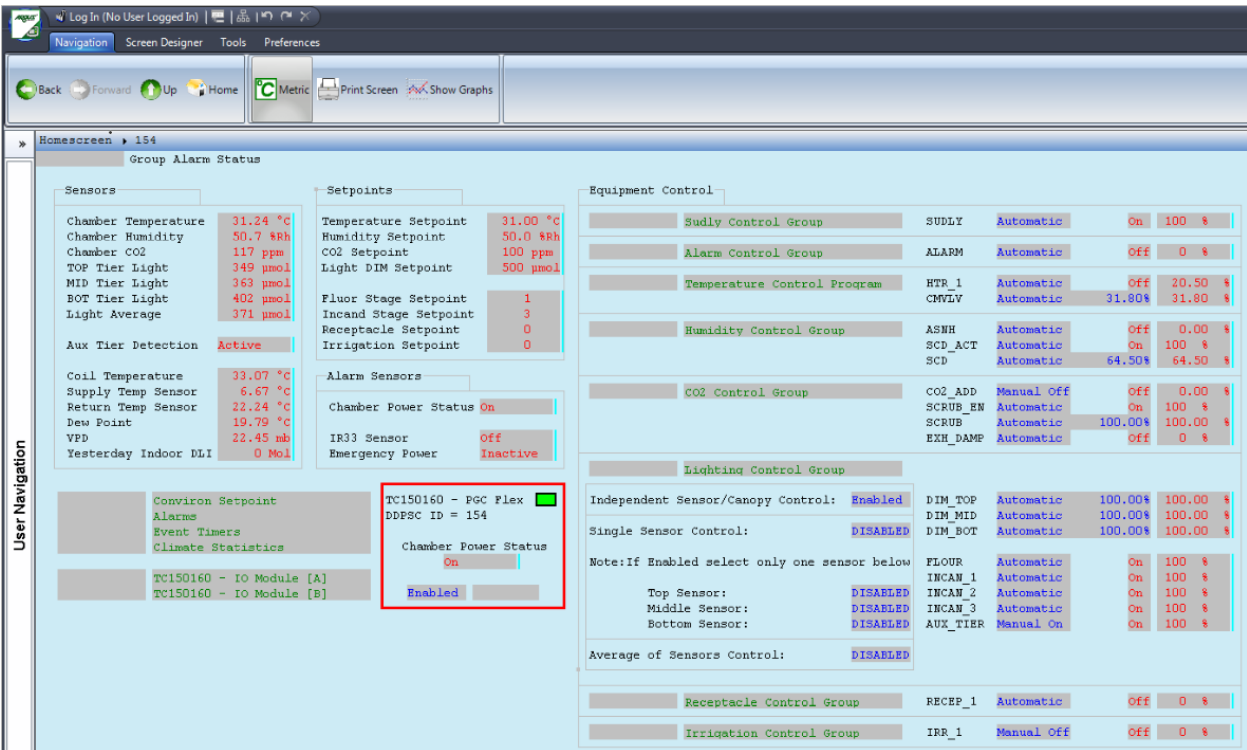 ARGUS
Log In (No User Logged In)
Navigation Screen Designer Tools Preferences
Back Forward Up Home °C Metric Print Screen Show Graphs
» Homescreen ▸ 154
Group Alarm Status
User Navigation
Sensors
Chamber Temperature 31.24 °C
Chamber Humidity 50.7 %Rh
Chamber CO2 117 ppm
TOP Tier Light 349 µmol
MID Tier Light 363 µmol
BOT Tier Light 402 µmol
Light Average 371 µmol
Aux Tier Detection Active
Coil Temperature 33.07 °C
Supply Temp Sensor 6.67 °C
Return Temp Sensor 22.24 °C
Dew Point 19.79 °C
VPD 22.45 mb
Yesterday Indoor DLI 0 Mol
Setpoints
Temperature Setpoint 31.00 °C
Humidity Setpoint 50.0 %Rh
CO2 Setpoint 100 ppm
Light DIM Setpoint 500 µmol
Fluor Stage Setpoint 1
Incand Stage Setpoint 3
Receptacle Setpoint 0
Irrigation Setpoint 0
Alarm Sensors
Chamber Power Status On
IR33 Sensor Off
Emergency Power Inactive
Conviron Setpoint
Alarms
Event Timers
Climate Statistics
TC150160 - IO Module [A]
TC150160 - IO Module [B]
TC150160 - PGC Flex
DDPSC ID = 154
Chamber Power Status
On
Enabled
Equipment Control
Sudly Control Group SUDLY Automatic On 100 %
Alarm Control Group ALARM Automatic Off 0 %
Temperature Control Program HTR_1 Automatic Off 20.50 %
CMVLV Automatic 31.80% 31.80 %
Humidity Control Group ASNH Automatic Off 0.00 %
SCD_ACT Automatic On 100 %
SCD Automatic 64.50% 64.50 %
CO2 Control Group CO2_ADD Manual Off Off 0.00 %
SCRUB_EN Automatic On 100 %
SCRUB Automatic 100.00% 100.00 %
EXH_DAMP Automatic Off 0 %
Lighting Control Group
Independent Sensor/Canopy Control: Enabled DIM_TOP Automatic 100.00% 100.00 %
DIM_MID Automatic 100.00% 100.00 %
Single Sensor Control: DISABLED DIM_BOT Automatic 100.00% 100.00 %
Note:If Enabled select only one sensor below FLOUR Automatic On 100 %
INCAN_1 Automatic On 100 %
Top Sensor: DISABLED INCAN_2 Automatic On 100 %
Middle Sensor: DISABLED INCAN_3 Automatic On 100 %
Bottom Sensor: DISABLED AUX_TIER Manual On On 100 %
Average of Sensors Control: DISABLED
Receptacle Control Group RECEP_1 Automatic Off 0 %
Irrigation Control Group IRR_1 Manual Off Off 0 %